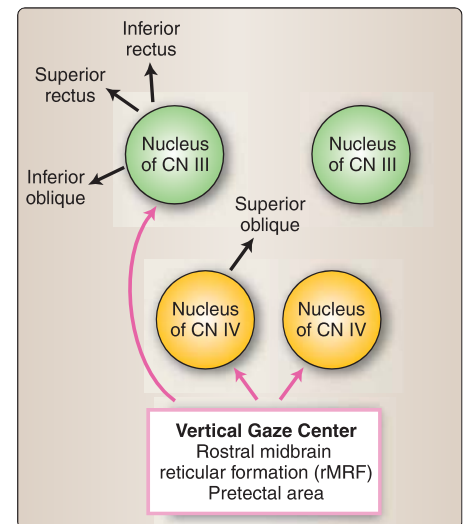 Inferior
rectus
Superior
rectus
Nucleus
of CN III
Nucleus
of CN III
Inferior
oblique
Superior
oblique
Nucleus
of CN IV
Nucleus
of CN IV
Vertical Gaze Center
Rostral midbrain
reticular formation (rMRF)
Pretectal area